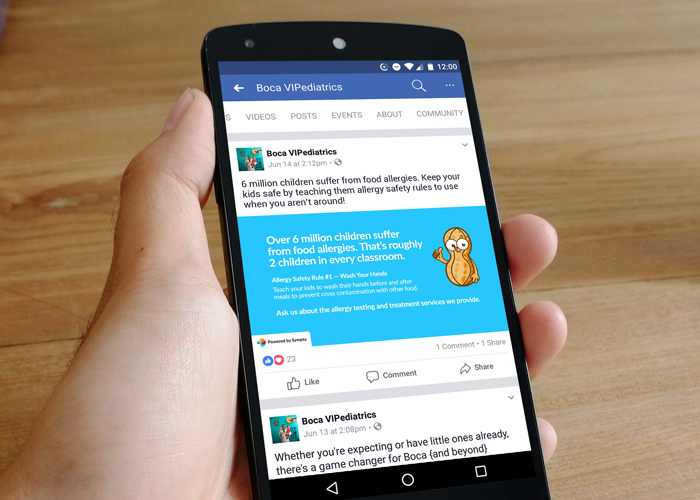 12:00
Boca VIPediatrics
S VIDEOS POSTS EVENTS ABOUT COMMUNITY
Boca VIPediatrics
Jun 14 at 2:12pm •
6 million children suffer from food allergies. Keep your
kids safe by teaching them allergy safety rules to use
when you aren't around!
Over 6 million children suffer
from food allergies. That's roughly
2 children in every classroom.
Allergy Safety Rule #1 — Wash Your Hands
Teach your kids to wash their hands before and after
meals to prevent cross contamination with other food.
Ask us about the allergy testing and treatment services we provide.
Powered by Sympta
23
1 Comment • 1 Share
Like Comment Share
Boca VIPediatrics
Jun 13 at 2:08pm •
Whether you're expecting or have little ones already,
there's a game changer for Boca {and beyond}